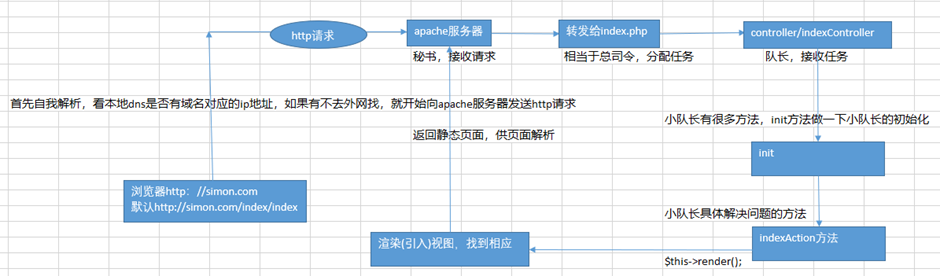 http请求
apache服务器
转发给index.php
controller/indexController
秘书，接收请求
相当于总司令，分配任务
队长，接收任务
首先自我解析，看本地dns是否有域名对应的ip地址，如果有不去外网找，就开始向apache服务器发送http请求
小队长有很多方法，init方法做一下小队长的初始化
返回静态页面，供页面解析
init
浏览器http：//simon.com
默认http://simon.com/index/index
小队长具体解决问题的方法
渲染(引入)视图，找到相应
indexAction方法
$this->render();